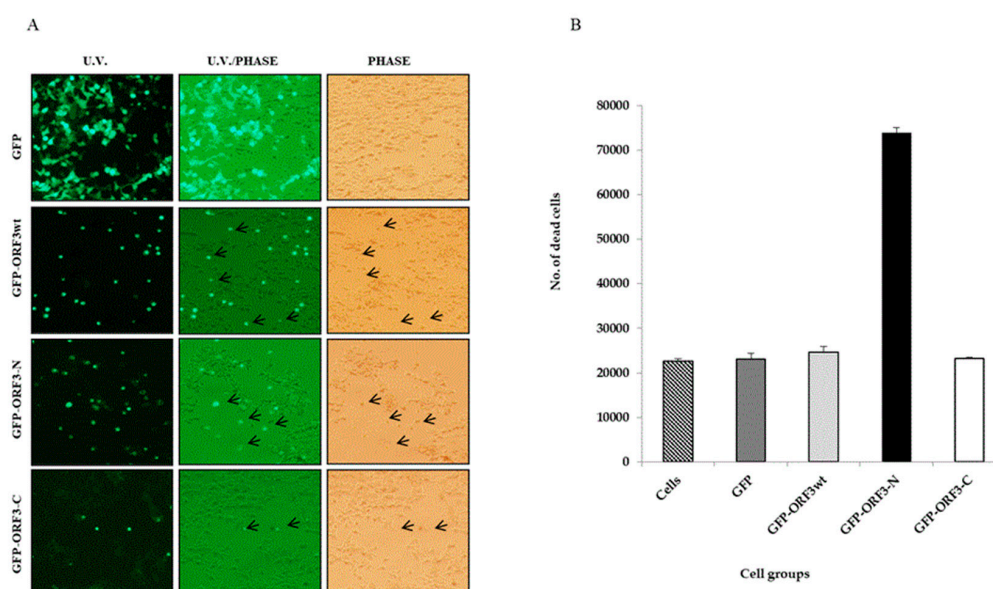 A
U.V.
U.V./PHASE
PHASE
GFP
GFP-ORF3wt
GFP-ORF3-N
GFP-ORF3-C
B
No. of dead cells
80000
70000
60000
50000
40000
30000
20000
10000
0
Cells
GFP
GFP-ORF3wt
GFP-ORF3-N
GFP-ORF3-C
Cell groups